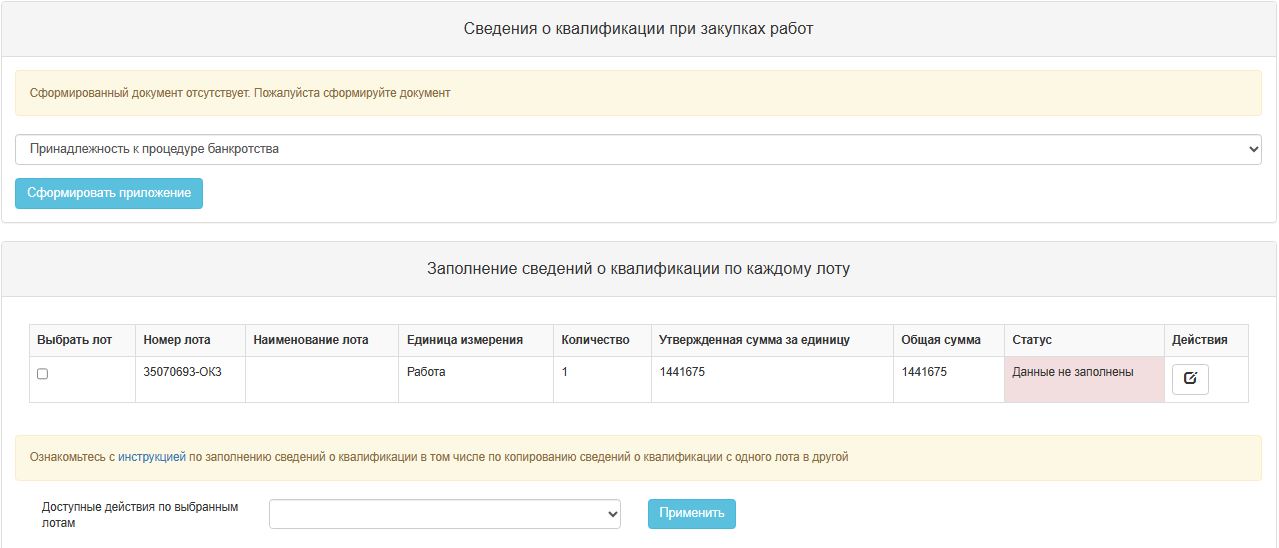 Сведения о квалификации при закупках работ
Сформированный документ отсутствует. Пожалуйста сформируйте документ
Принадлежность к процедуре банкротства
Сформировать приложение
Заполнение сведений о квалификации по каждому лоту
Выбрать лот Номер лота Наименование лота Единица измерения Количество Утвержденная сумма за единицу Общая сумма Статус Действия
35070693-ОК3 Работа 1 1441675 1441675 Данные не заполнены
Ознакомьтесь с инструкцией по заполнению сведений о квалификации в том числе по копированию сведений о квалификации с одного лота в другой
Доступные действия по выбранным
лотам
Применить